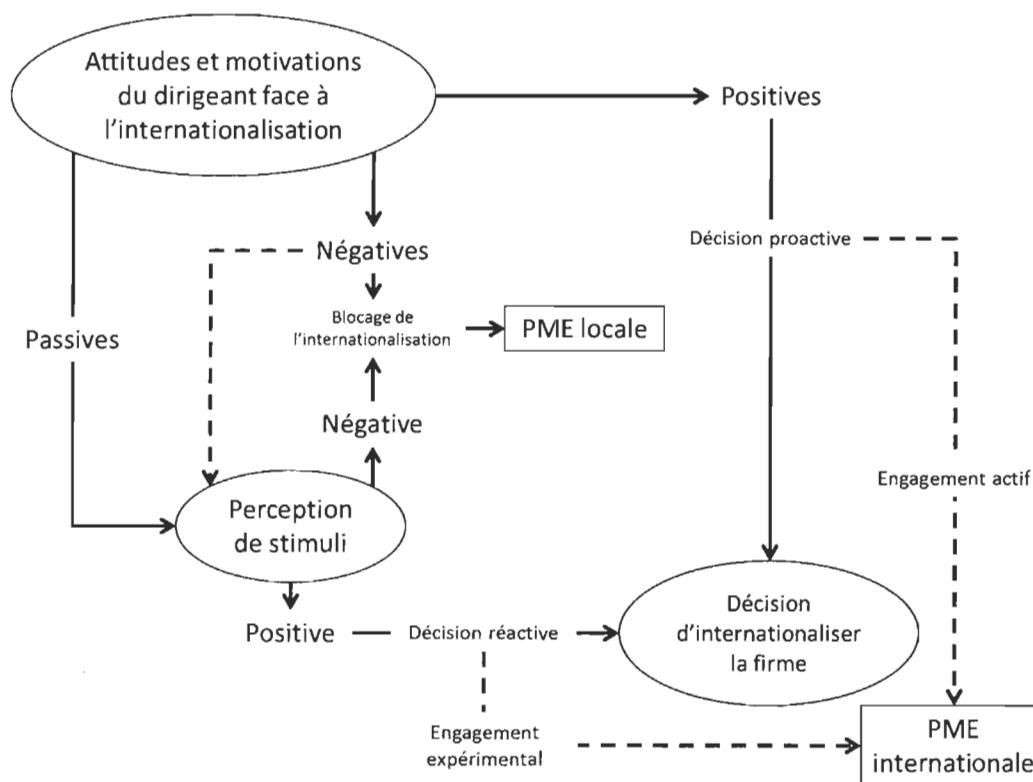 Attitudes et motivations
du dirigeant face à
l'internationalisation
Positives
Négatives
Décision proactive
Passives
Blocage de
l'internationalisation
PME locale
Négative
Engagement actif
Perception
de stimuli
Positive
Décision réactive
Décision
d'internationaliser
la firme
Engagement
expérimental
PME
internationale